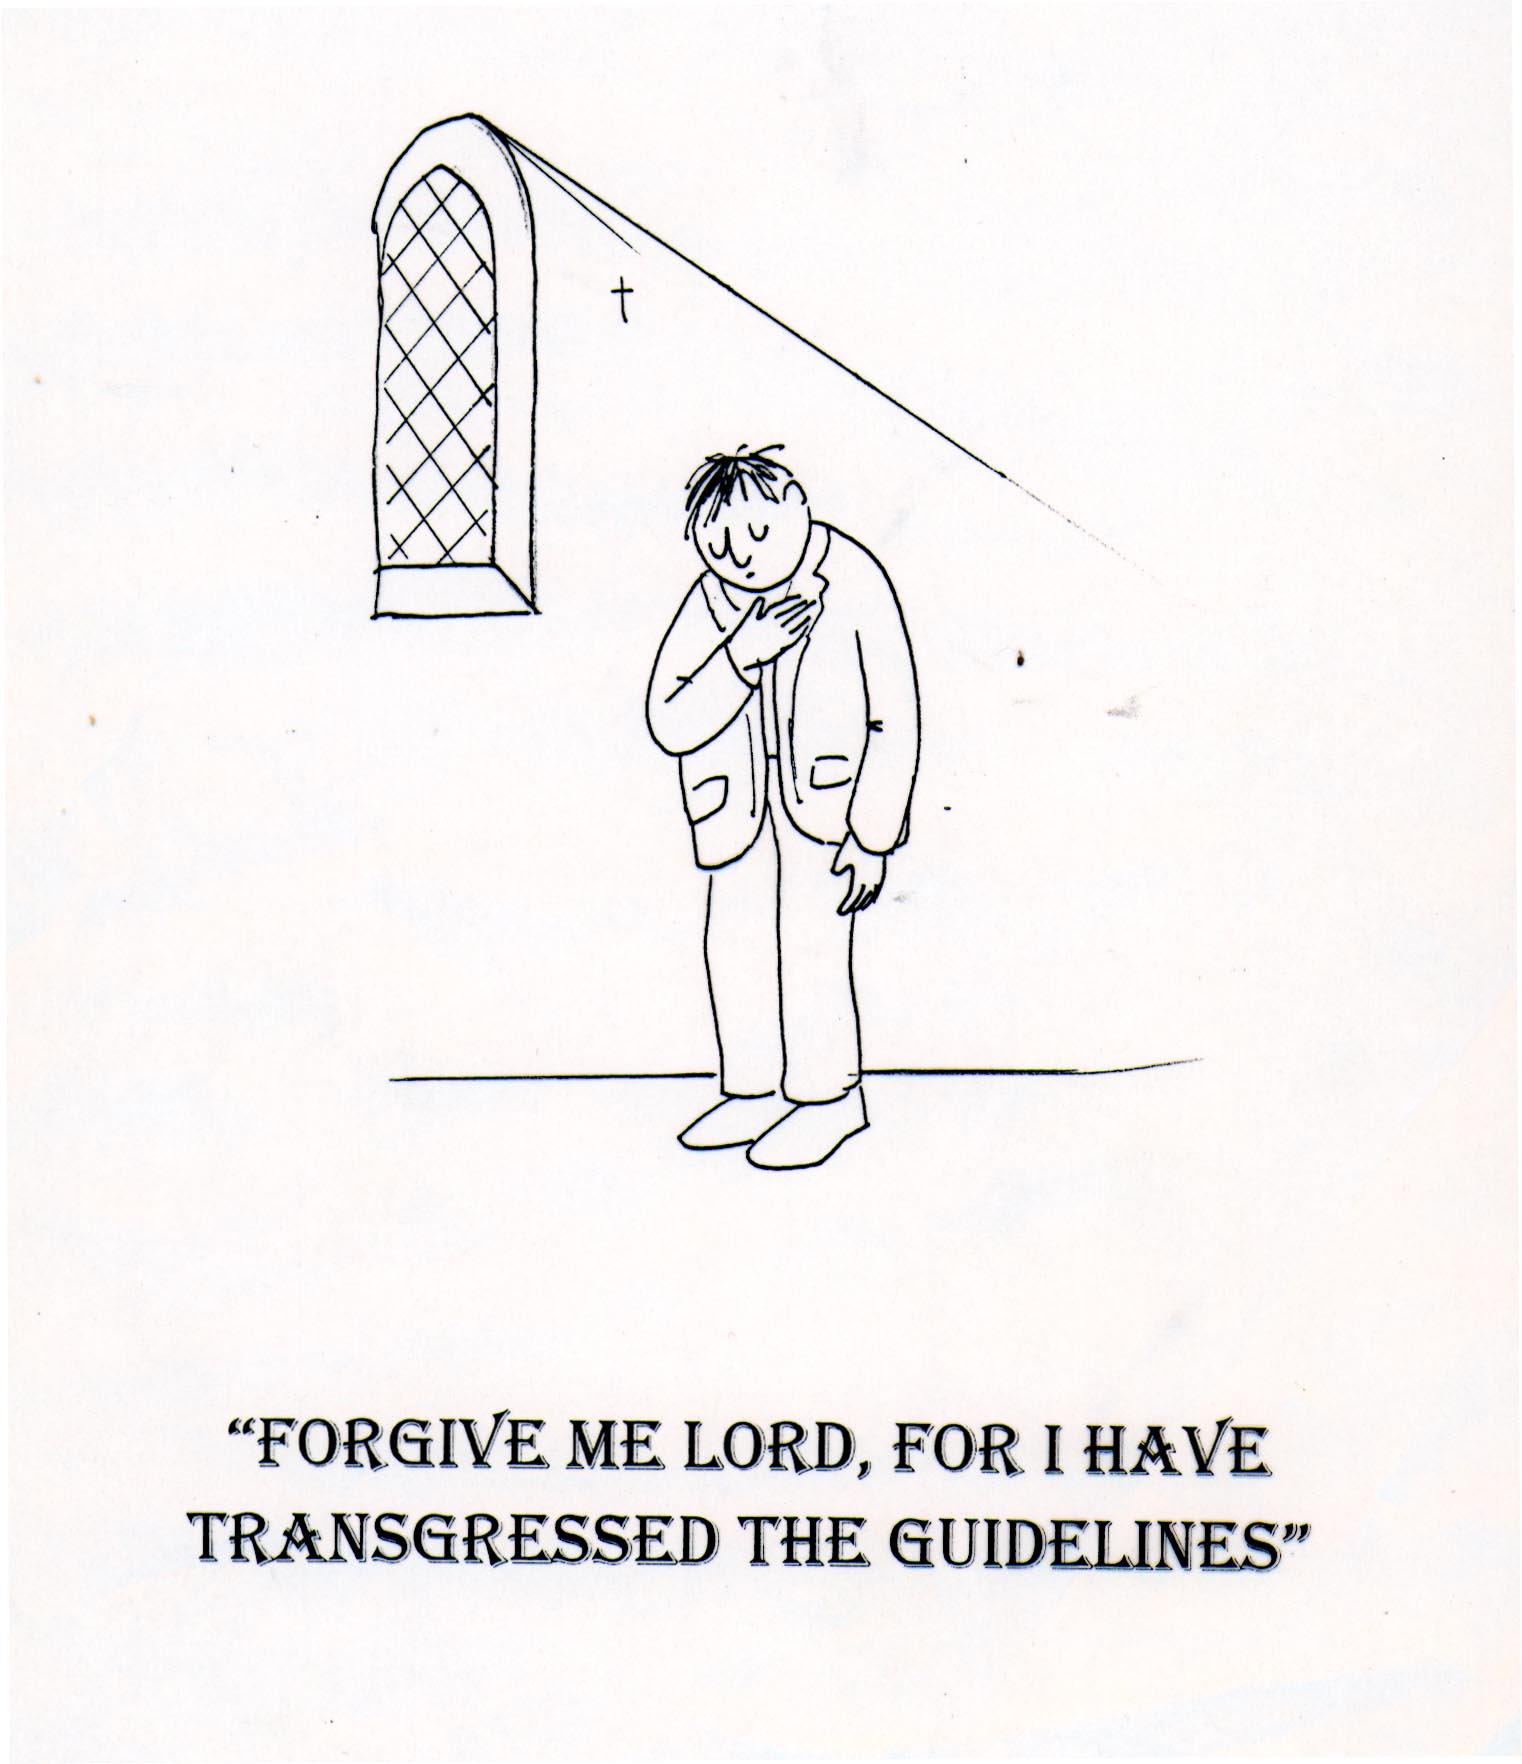 “FORGIVE ME LORD, FOR I HAVE
TRANSGRESSED THE GUIDELINES”